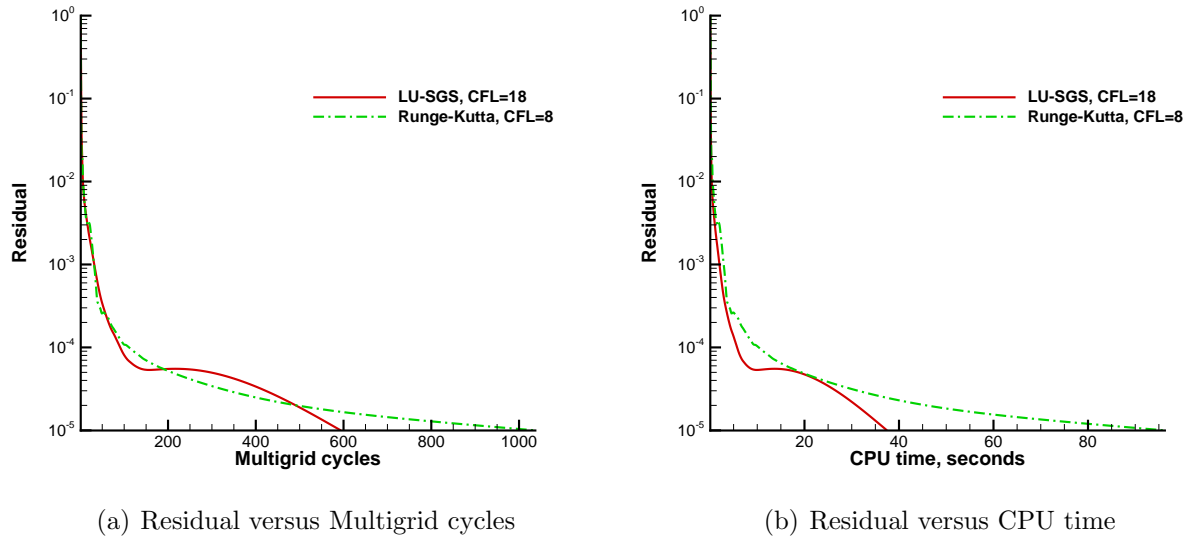 10^0
10^-1
10^-2
10^-3
10^-4
10^-5
Residual
200 400 600 800 1000
Multigrid cycles
LU-SGS, CFL=18
Runge-Kutta, CFL=8
(a) Residual versus Multigrid cycles
10^0
10^-1
10^-2
10^-3
10^-4
10^-5
Residual
20 40 60 80
CPU time, seconds
LU-SGS, CFL=18
Runge-Kutta, CFL=8
(b) Residual versus CPU time